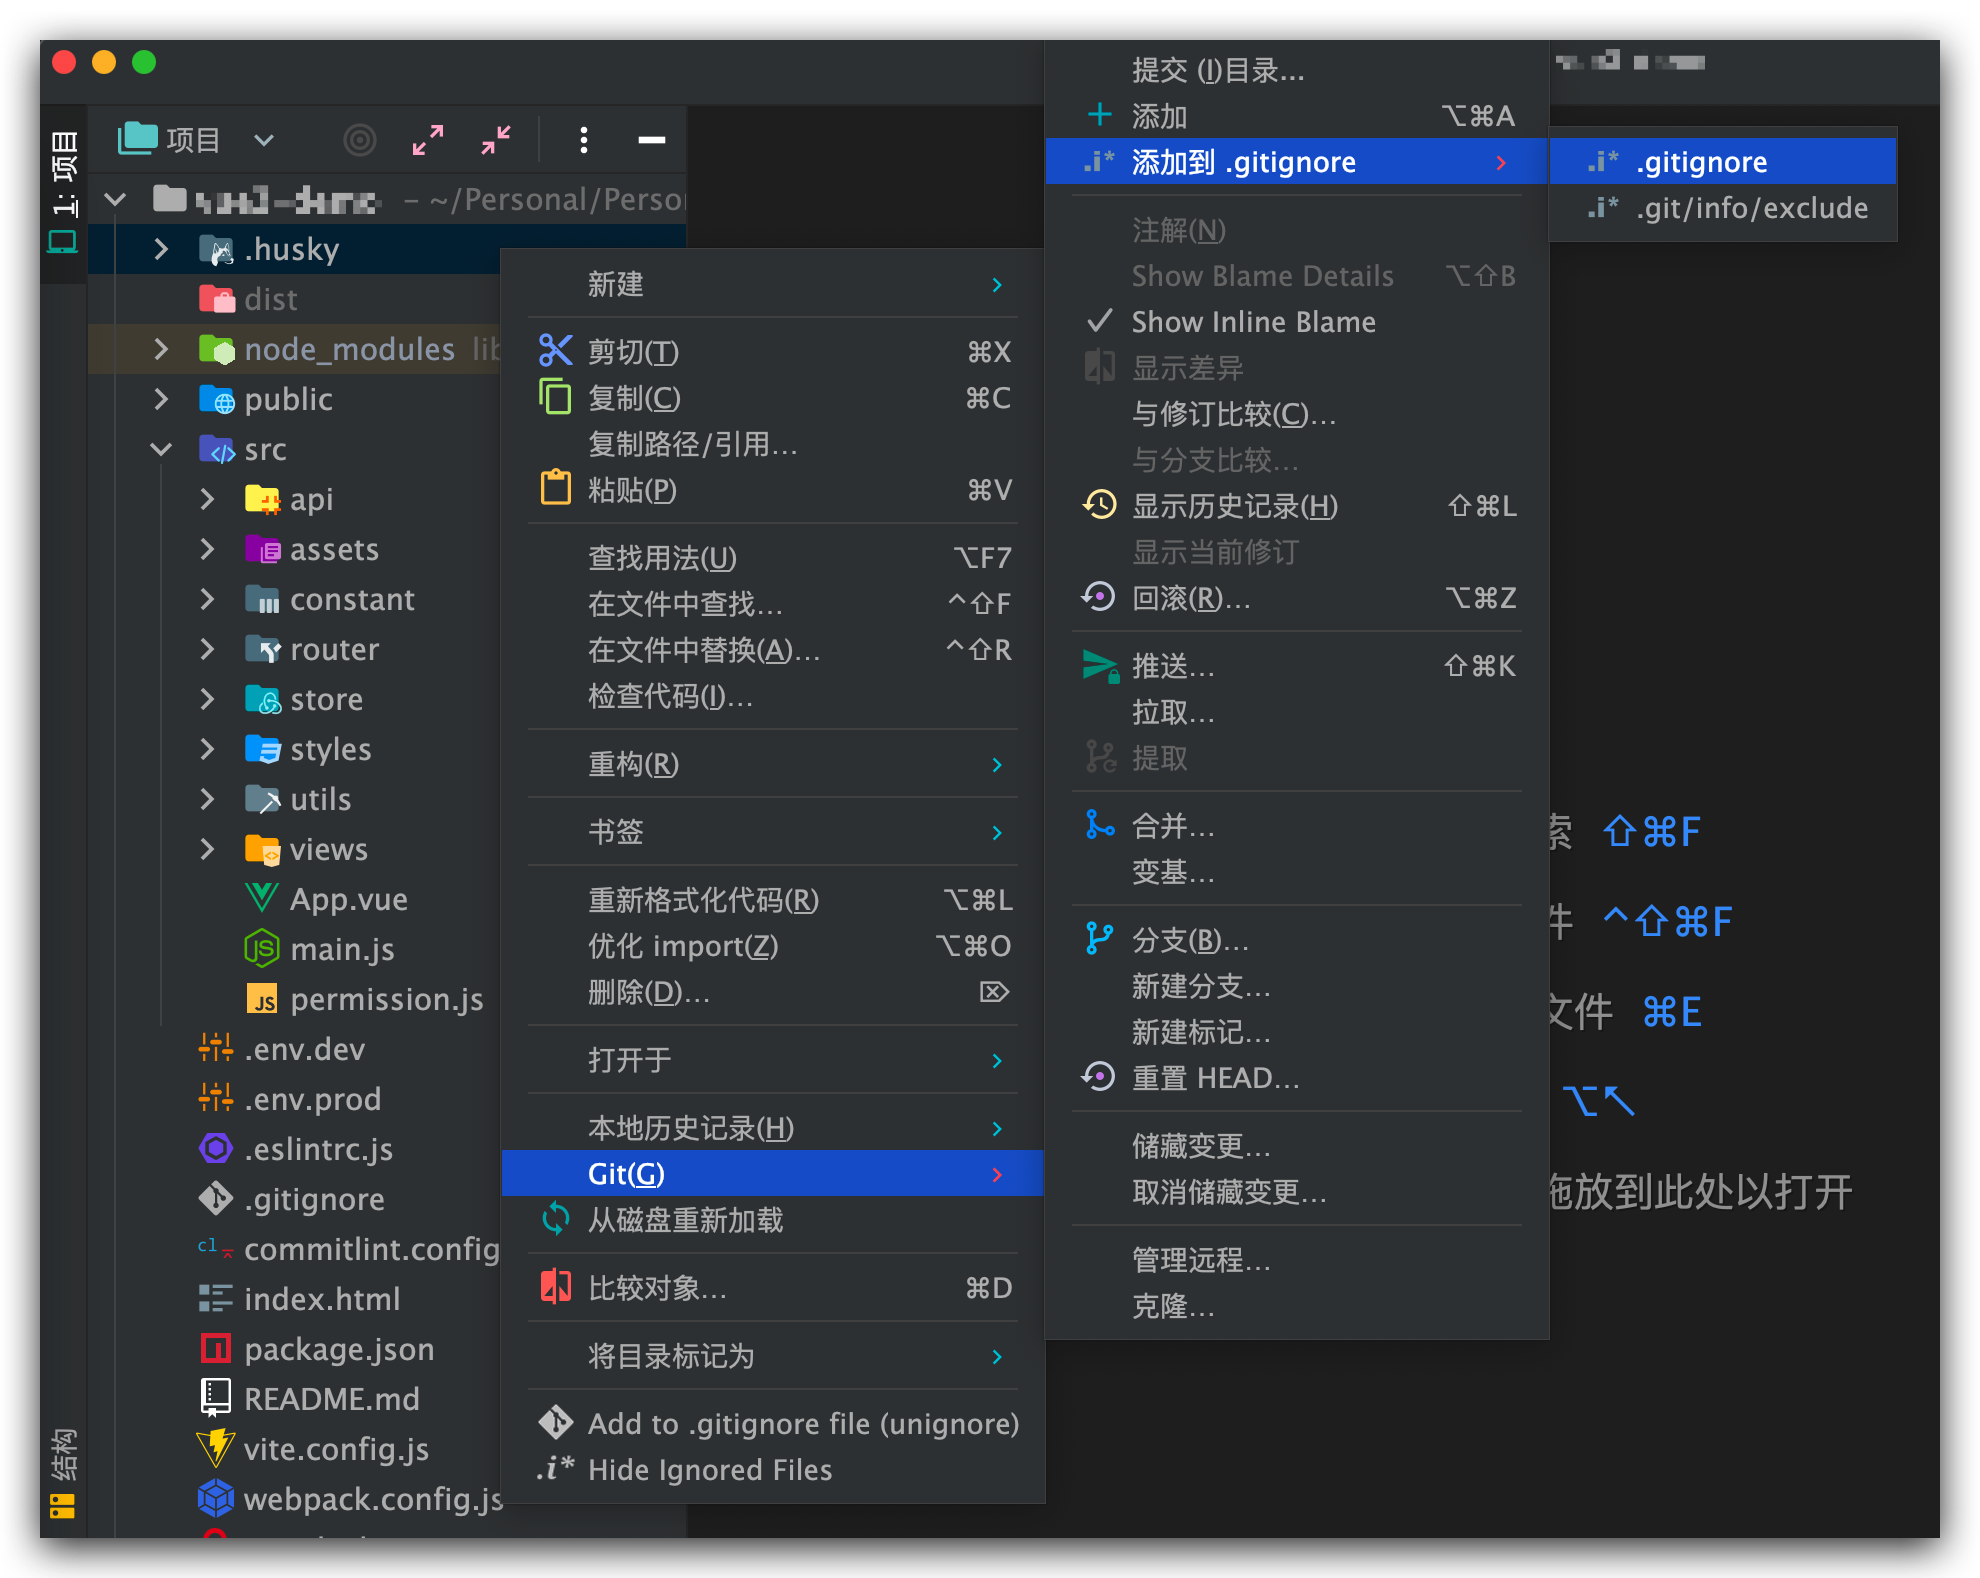 1: 项目
结构
项目
– ~/Personal/Perso
.husky
dist
node_modules lib
public
src
api
assets
constant
router
store
styles
utils
views
App.vue
main.js
permission.js
.env.dev
.env.prod
.eslintrc.js
.gitignore
commitlint.config
index.html
package.json
README.md
vite.config.js
webpack.config.js
新建
剪切(T) ⌘X
复制(C) ⌘C
复制路径/引用...
粘贴(P) ⌘V
查找用法(U) ⌥F7
在文件中查找... ^⇧F
在文件中替换(A)... ^⇧R
检查代码(I)...
重构(R)
书签
重新格式化代码(R) ⌥⌘L
优化 import(Z) ⌥⌘O
删除(D)... ⌦
打开于
本地历史记录(H)
Git(G)
从磁盘重新加载
比较对象... ⌘D
将目录标记为
Add to .gitignore file (unignore)
.i* Hide Ignored Files
提交 (I)目录...
添加 ⌥⌘A
.i* 添加到 .gitignore
注解(N)
Show Blame Details ⌥⇧B
Show Inline Blame
显示差异
与修订比较(C)...
与分支比较...
显示历史记录(H) ⇧⌘L
显示当前修订
回滚(R)... ⌥⌘Z
推送... ⇧⌘K
拉取...
提取
合并...
变基...
分支(B)...
新建分支...
新建标记...
重置 HEAD...
储藏变更...
取消储藏变更...
管理远程...
克隆...
.i* .gitignore
.i* .git/info/exclude
索 ⇧⌘F
件 ^⇧⌘F
文件 ⌘E
⌥↖
拖放到此处以打开